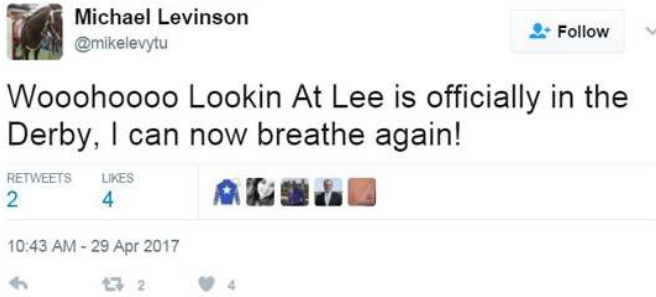 Michael Levinson
@mikelevytu
Follow
Wooohoooo Lookin At Lee is officially in the
Derby, I can now breathe again!
RETWEETS LIKES
2 4
10:43 AM - 29 Apr 2017
2 4